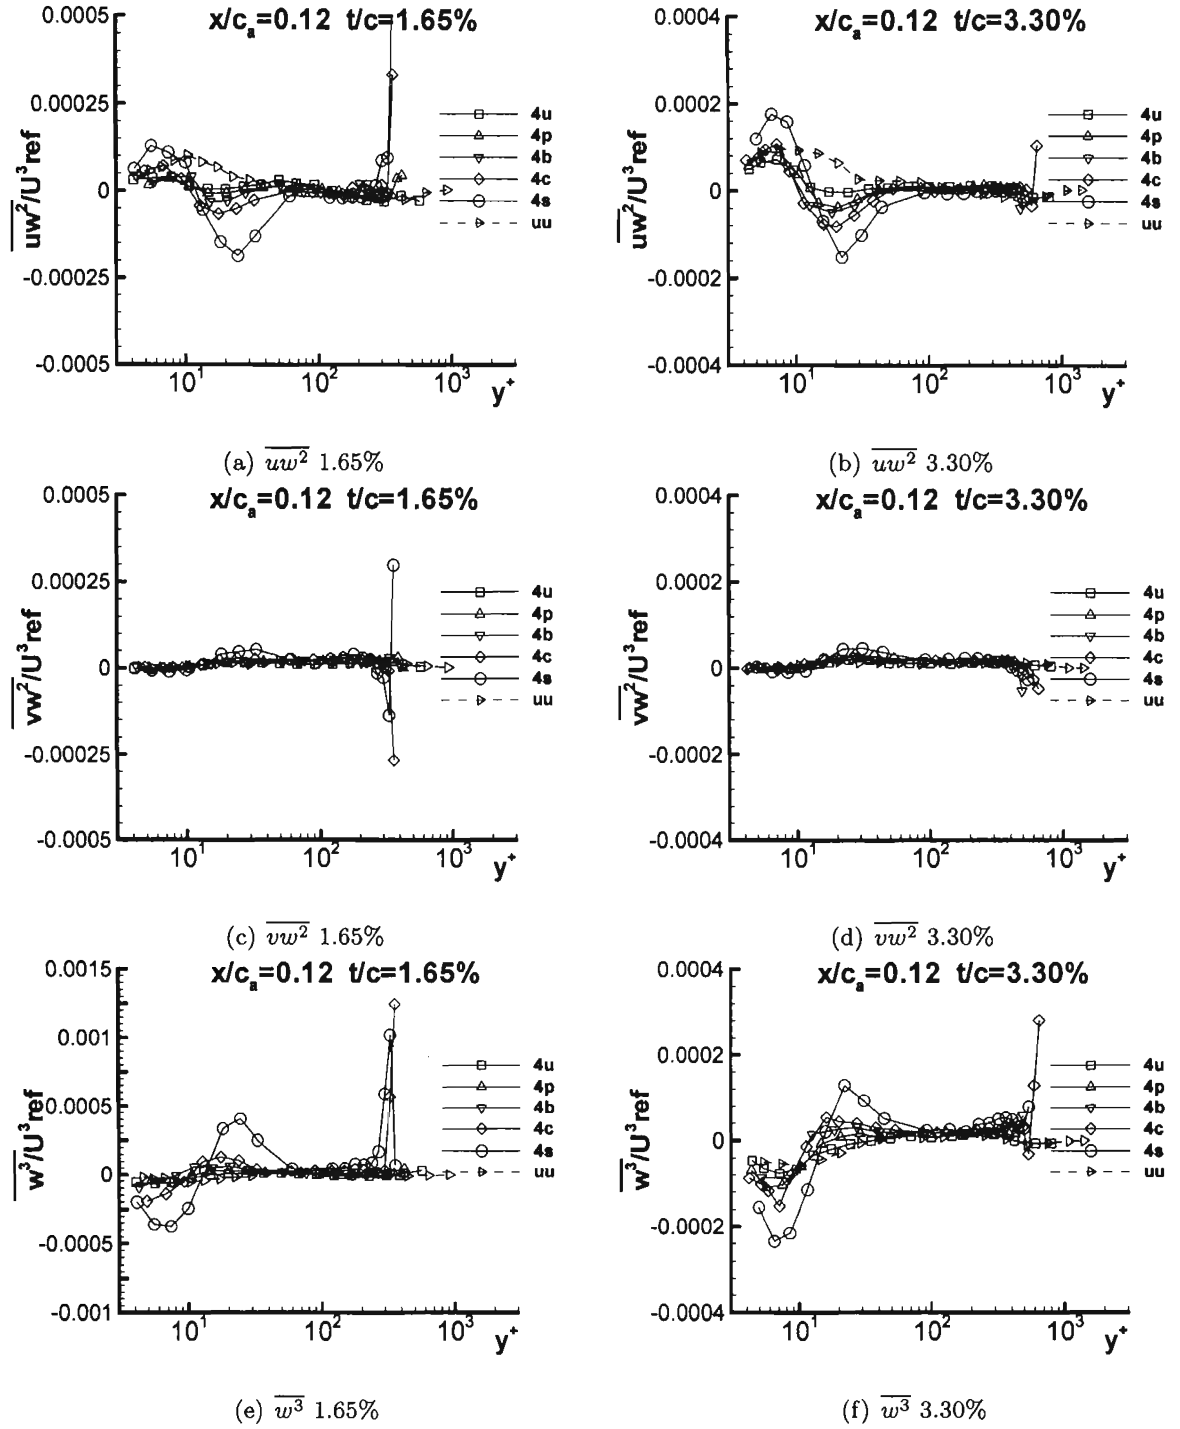 x/cₐ=0.12 t/c=1.65%
0.0005
0.00025
0
-0.00025
-0.0005
uw²/U³ref
10¹ 10² 10³
y⁺
4u
4p
4b
4c
4s
uu
(a) uw² 1.65%
x/cₐ=0.12 t/c=3.30%
0.0004
0.0002
0
-0.0002
-0.0004
uw²/U³ref
10¹ 10² 10³
y⁺
4u
4p
4b
4c
4s
uu
(b) uw² 3.30%
x/cₐ=0.12 t/c=1.65%
0.0005
0.00025
0
-0.00025
-0.0005
vw²/U³ref
10¹ 10² 10³
y⁺
4u
4p
4b
4c
4s
uu
(c) vw² 1.65%
x/cₐ=0.12 t/c=3.30%
0.0004
0.0002
0
-0.0002
-0.0004
vw²/U³ref
10¹ 10² 10³
y⁺
4u
4p
4b
4c
4s
uu
(d) vw² 3.30%
x/cₐ=0.12 t/c=1.65%
0.0015
0.001
0.0005
0
-0.0005
-0.001
w³/U³ref
10¹ 10² 10³
y⁺
4u
4p
4b
4c
4s
uu
(e) w³ 1.65%
x/cₐ=0.12 t/c=3.30%
0.0004
0.0002
0
-0.0002
-0.0004
w³/U³ref
10¹ 10² 10³
y⁺
4u
4p
4b
4c
4s
uu
(f) w³ 3.30%